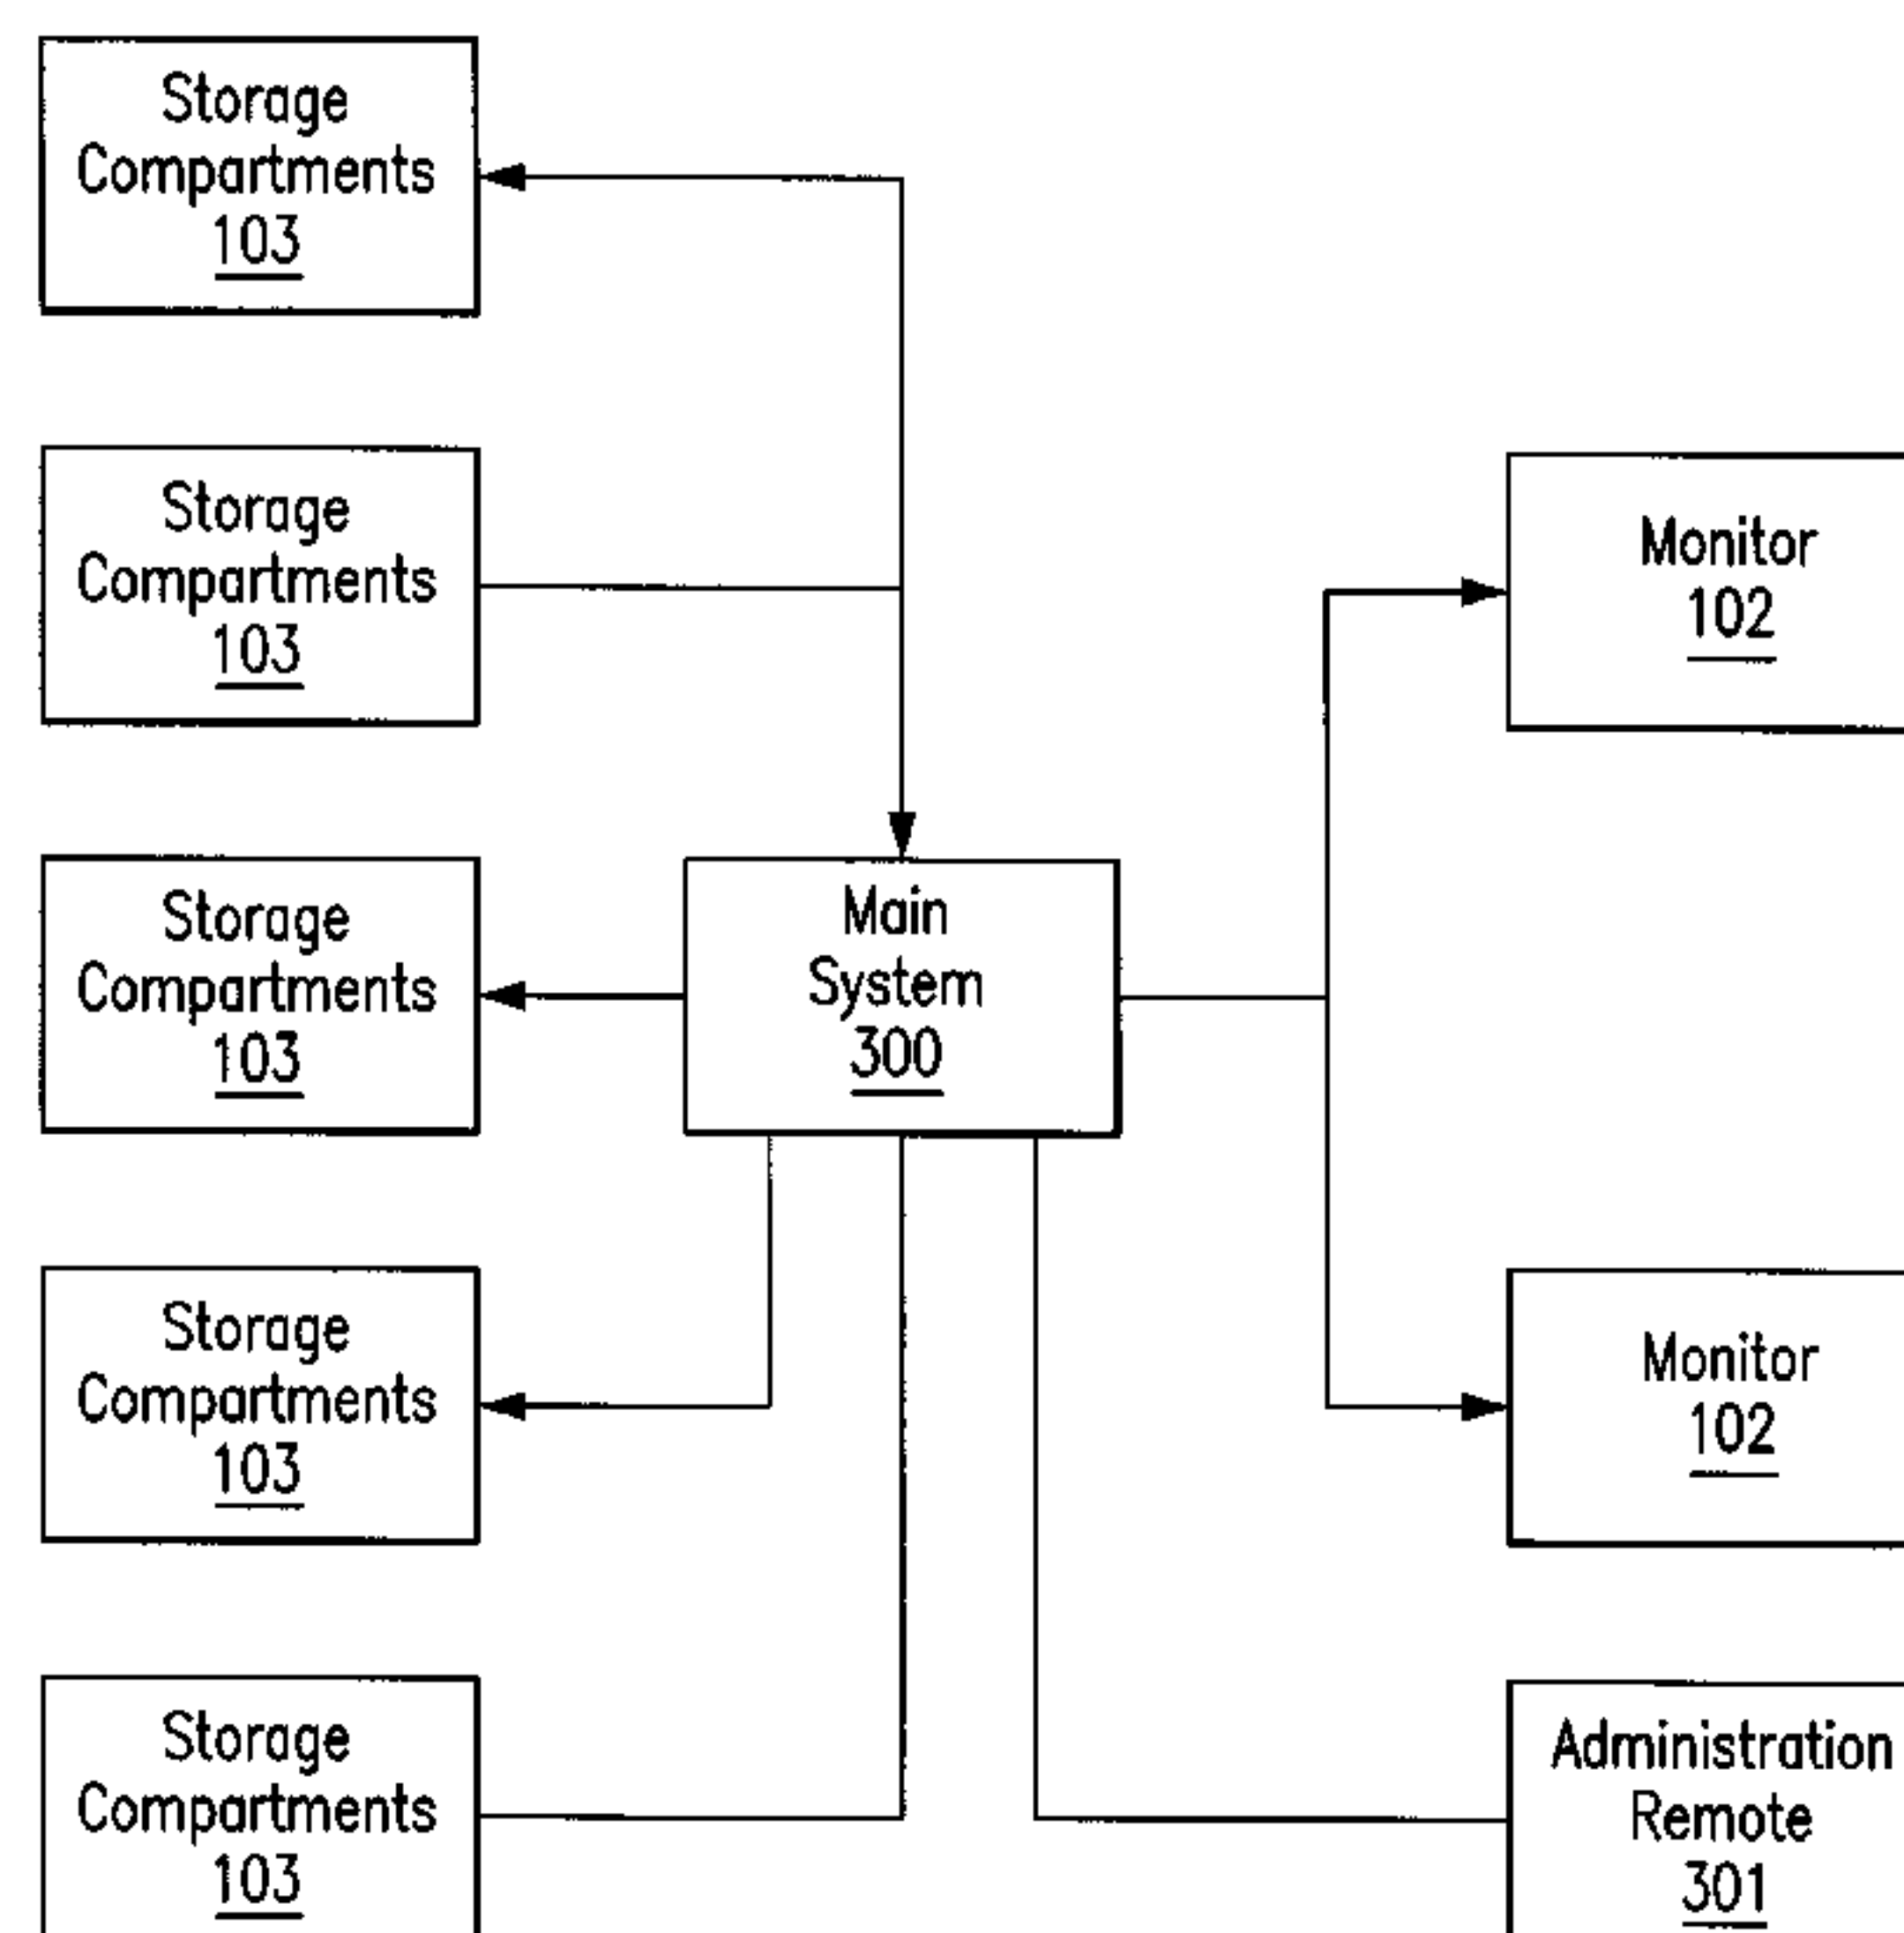 Storage
Compartments
103
Storage
Compartments
103
Monitor
102
Storage
Compartments
103
Main
System
300
Storage
Compartments
103
Monitor
102
Storage
Compartments
103
Administration
Remote
301